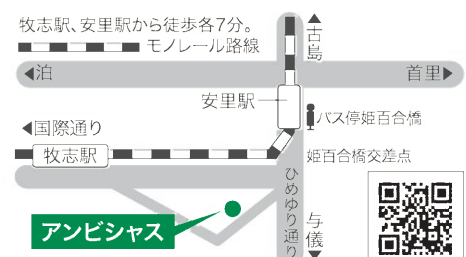 牧志駅、安里駅から徒歩各7分。
モノレール路線
▲古島
◀泊
首里▶
安里駅
バス停姫百合橋
◀国際通り
牧志駅
姫百合橋交差点
ひめゆり通り
与儀▼
アンビシャス